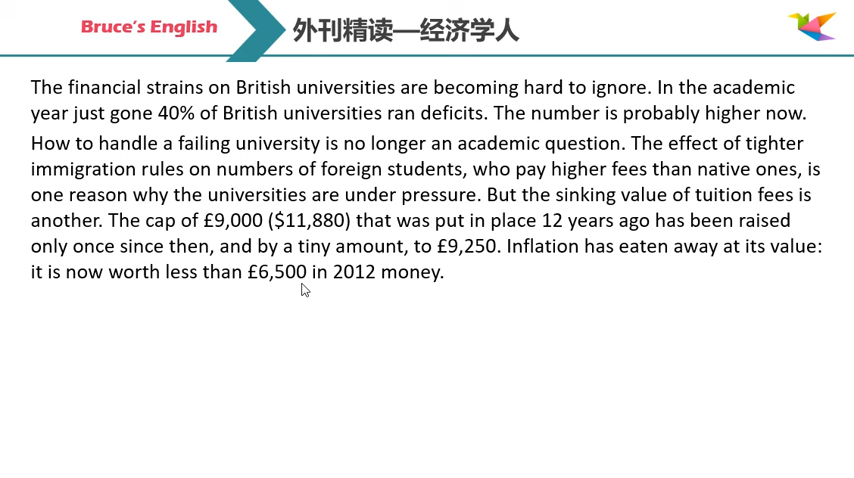 Bruce's English
外刊精读—经济学人
The financial strains on British universities are becoming hard to ignore. In the academic
year just gone 40% of British universities ran deficits. The number is probably higher now.
How to handle a failing university is no longer an academic question. The effect of tighter
immigration rules on numbers of foreign students, who pay higher fees than native ones, is
one reason why the universities are under pressure. But the sinking value of tuition fees is
another. The cap of £9,000 ($11,880) that was put in place 12 years ago has been raised
only once since then, and by a tiny amount, to £9,250. Inflation has eaten away at its value:
it is now worth less than £6,500 in 2012 money.